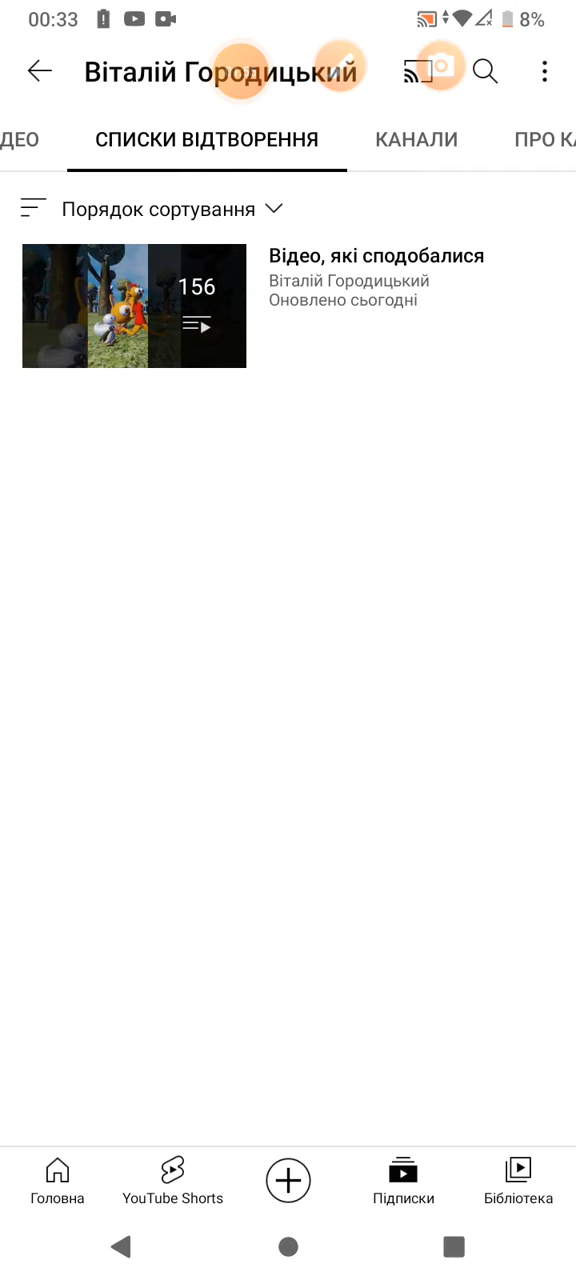 00:33
8%
Віталій Городицький
ДЕО
СПИСКИ ВІДТВОРЕННЯ
КАНАЛИ
ПРО К
Порядок сортування
156
Відео, які сподобалися
Віталій Городицький
Оновлено сьогодні
Головна
YouTube Shorts
Підписки
Бібліотека